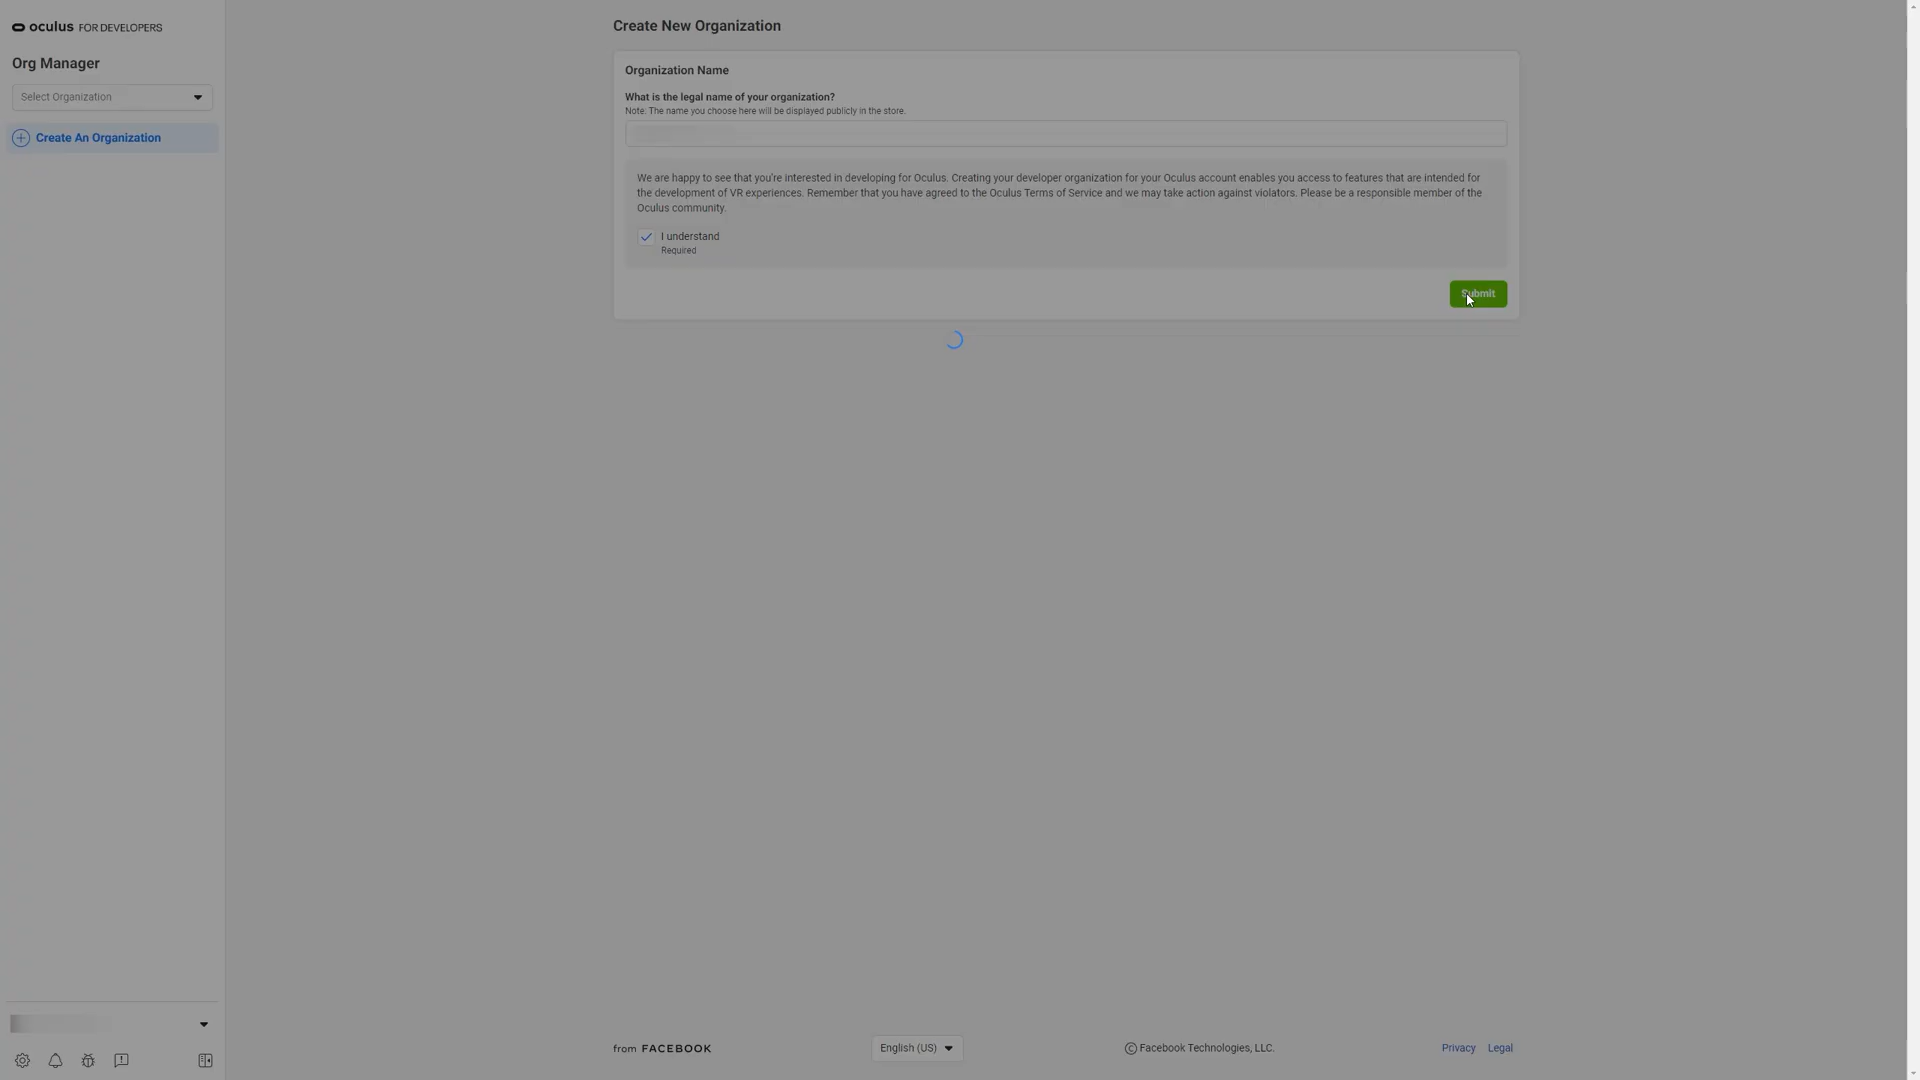 oculus FOR DEVELOPERS
Org Manager
Select Organization
Create An Organization
Create New Organization
Organization Name
What is the legal name of your organization?
Note: The name you choose here will be displayed publicly in the store.
We are happy to see that you're interested in developing for Oculus. Creating your developer organization for your Oculus account enables you access to features that are intended for
the development of VR experiences. Remember that you have agreed to the Oculus Terms of Service and we may take action against violators. Please be a responsible member of the
Oculus community.
I understand
Required
Submit
from FACEBOOK
English (US)
© Facebook Technologies, LLC.
Privacy
Legal